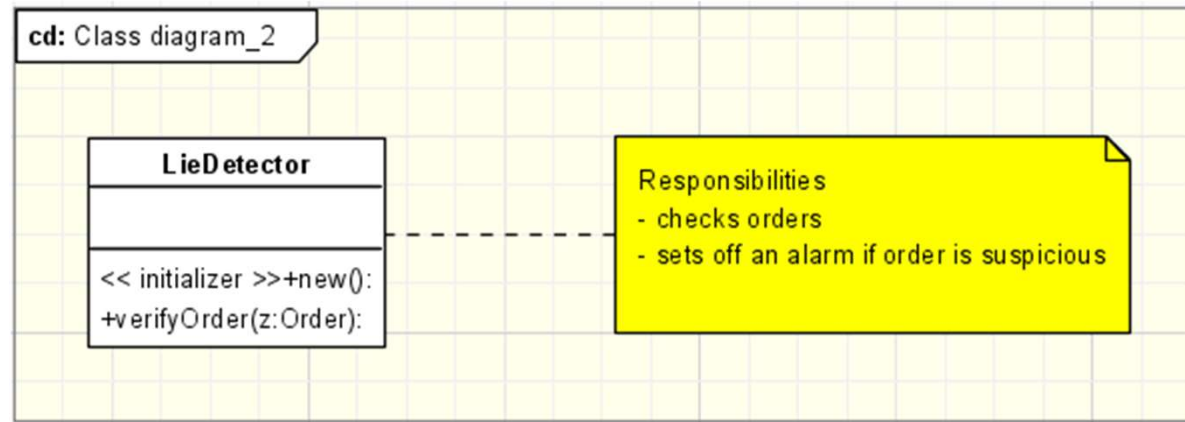 cd: Class diagram_2
LieDetector
<< initializer >>+new():
+verifyOrder(z:Order):
Responsibilities
- checks orders
- sets off an alarm if order is suspicious